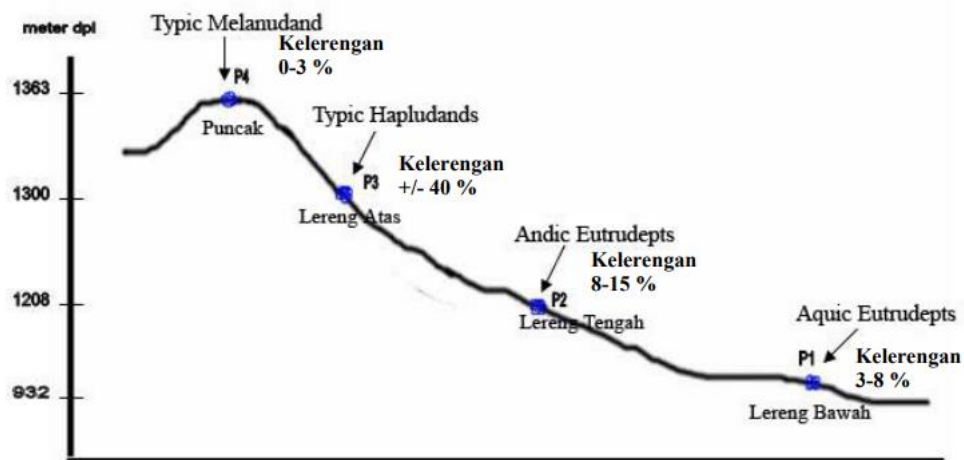 Typic Melanudand
meter dpl
Kelerengan
0-3 %
P4
1363
Puncak
Typic Hapludands
Kelerengan
+/- 40 %
P3
1300
Lereng Atas
Andic Eutrudepts
Kelerengan
8-15 %
P2
1208
Lereng Tengah
Aquic Eutrudepts
P1
Kelerengan
3-8 %
932
Lereng Bawah